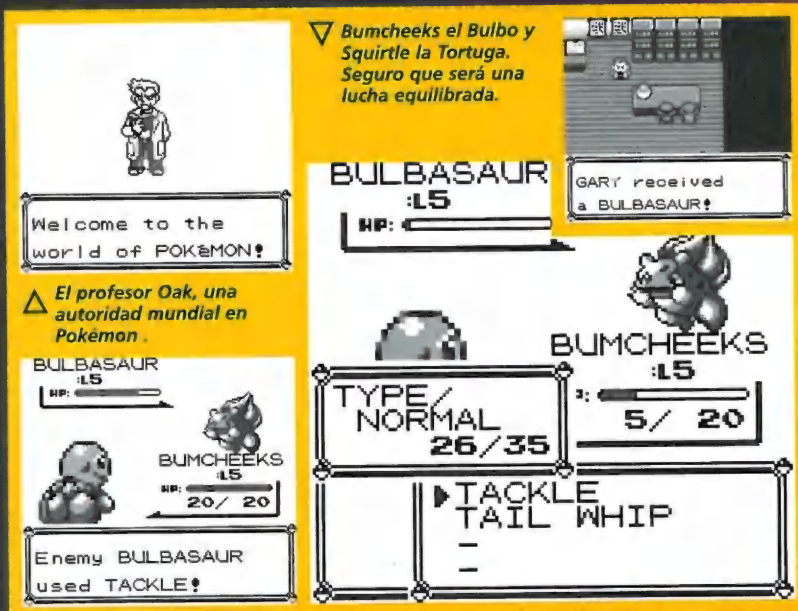 Welcome to the
world of POKéMON!
△ El profesor Oak, una
autoridad mundial en
Pokémon .
BULBASAUR
:L5
HP:
BUMCHEEKS
:L5
HP:
20/ 20
Enemy BULBASAUR
used TACKLE!
▽ Bumcheeks el Bulbo y
Squirtle la Tortuga.
Seguro que será una
lucha equilibrada.
GARY received
a BULBASAUR!
BULBASAUR
:L5
HP:
BUMCHEEKS
:L5
5/ 20
TYPE/
NORMAL
26/35
▶TACKLE
TAIL WHIP
–
–